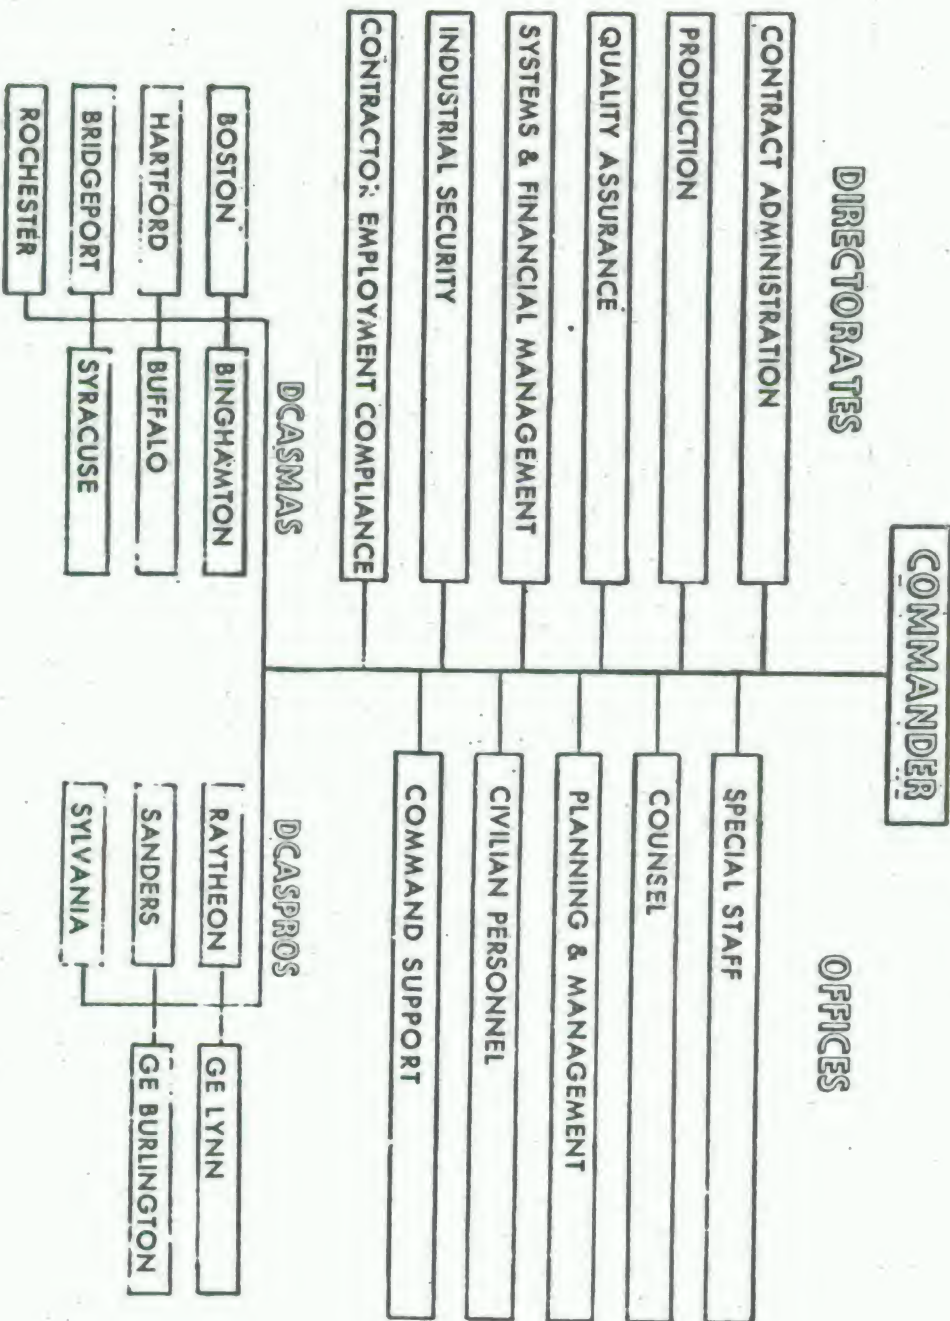 COMMANDER
DIRECTORATES
CONTRACT ADMINISTRATION
PRODUCTION
QUALITY ASSURANCE
SYSTEMS & FINANCIAL MANAGEMENT
INDUSTRIAL SECURITY
CONTRACTOR EMPLOYMENT COMPLIANCE
OFFICES
SPECIAL STAFF
COUNSEL
PLANNING & MANAGEMENT
CIVILIAN PERSONNEL
COMMAND SUPPORT
DCASMAS
BOSTON
BINGHAMTON
HARTFORD
BUFFALO
BRIDGEPORT
SYRACUSE
ROCHESTER
DCASPROS
RAYTHEON
GE LYNN
SANDERS
GE BURLINGTON
SYLVANIA